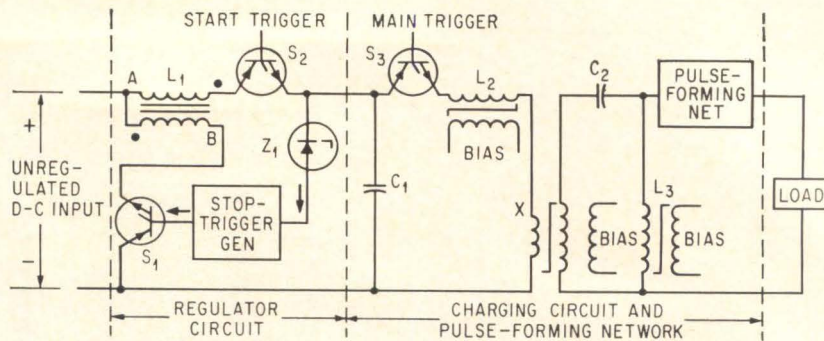 START TRIGGER
MAIN TRIGGER
A
L1
S2
S3
L2
C2
PULSE-
FORMING
NET
+
B
Z1
BIAS
UNREG-
ULATED
D-C INPUT
C1
L3
LOAD
STOP-
TRIGGER
GEN
X
BIAS
BIAS
−
S1
REGULATOR
CIRCUIT
CHARGING CIRCUIT AND
PULSE-FORMING NETWORK